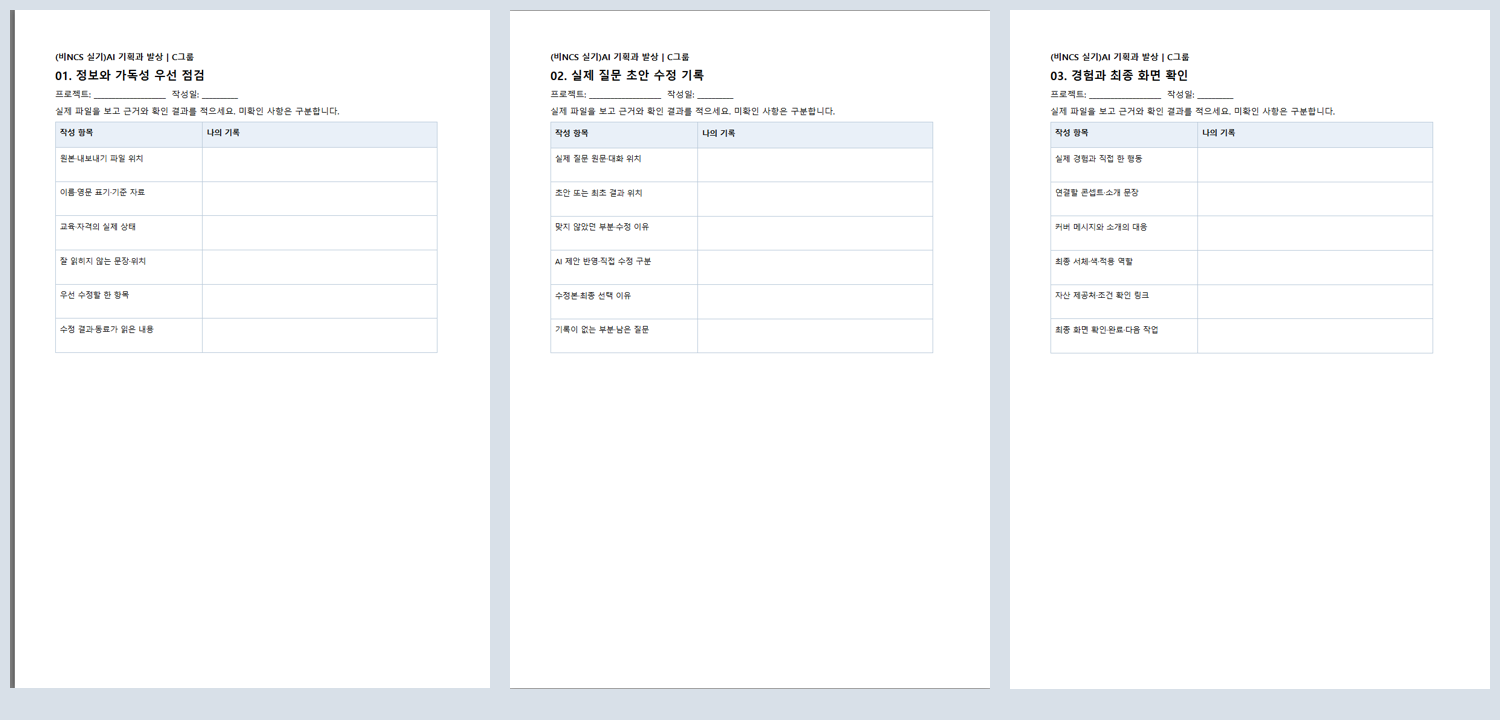 (비NCS 실기)AI 기획과 발상 | C그룹
01. 정보와 가독성 우선 점검
프로젝트: ________________ 작성일: ________
실제 파일을 보고 근거와 확인 결과를 적으세요. 미확인 사항은 구분합니다.
작성 항목 나의 기록
원본·내보내기 파일 위치
이름·영문 표기·기준 자료
교육·자격의 실제 상태
잘 읽히지 않는 문장·위치
우선 수정할 한 항목
수정 결과·동료가 읽은 내용
(비NCS 실기)AI 기획과 발상 | C그룹
02. 실제 질문 초안 수정 기록
프로젝트: ________________ 작성일: ________
실제 파일을 보고 근거와 확인 결과를 적으세요. 미확인 사항은 구분합니다.
작성 항목 나의 기록
실제 질문 원문·대화 위치
초안 또는 최초 결과 위치
맞지 않았던 부분·수정 이유
AI 제안 반영·직접 수정 구분
수정본·최종 선택 이유
기록이 없는 부분·남은 질문
(비NCS 실기)AI 기획과 발상 | C그룹
03. 경험과 최종 화면 확인
프로젝트: ________________ 작성일: ________
실제 파일을 보고 근거와 확인 결과를 적으세요. 미확인 사항은 구분합니다.
작성 항목 나의 기록
실제 경험과 직접 한 행동
연결할 콘셉트·소개 문장
커버 메시지와 소개의 대응
최종 서체·색·적용 역할
자산 제공처·조건 확인 링크
최종 화면 확인·완료·다음 작업